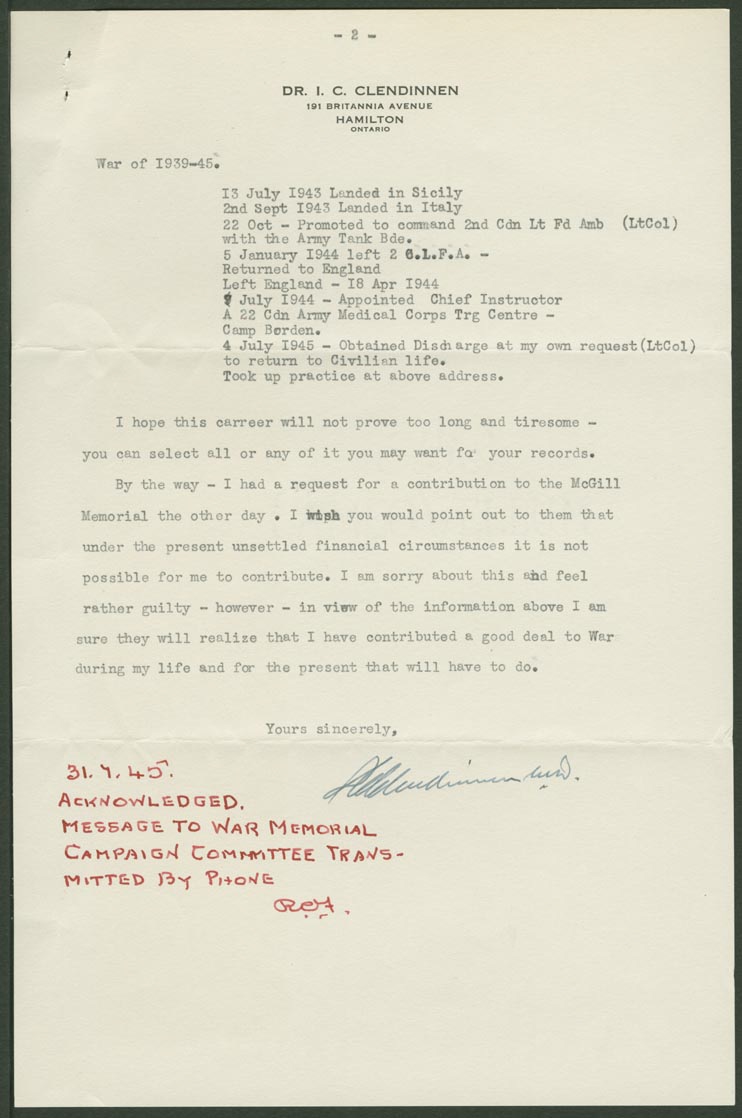 - 2 -
DR. I. C. CLENDINNEN
191 BRITANNIA AVENUE
HAMILTON
ONTARIO
War of I939-45.
I3 July I943 Landed in Sicily
2nd Sept I943 Landed in Italy
22 Oct - Promoted to command 2nd Cdn Lt Fd Amb (LtCol)
with the Army Tank Bde.
5 January I944 left 2 C.L.F.A. -
Returned to England
Left England - I8 Apr I944
July I944 - Appointed Chief Instructor
A 22 Cdn Army Medical Corps Trg Centre -
Camp Borden.
4 July I945 - Obtained Discharge at my own request(LtCol)
to return to Civilian life.
Took up practice at above address.
I hope this carreer will not prove too long and tiresome -
you can select all or any of it you may want for your records.
By the way - I had a request for a contribution to the McGill
Memorial the other day . I wish you would point out to them that
under the present unsettled financial circumstances it is not
possible for me to contribute. I am sorry about this and feel
rather guilty - however - in view of the information above I am
sure they will realize that I have contributed a good deal to War
during my life and for the present that will have to do.
Yours sincerely,
ICClendinnen M.D.
31.7.45.
ACKNOWLEDGED.
MESSAGE TO WAR MEMORIAL
CAMPAIGN COMMITTEE TRANS-
MITTED BY PHONE